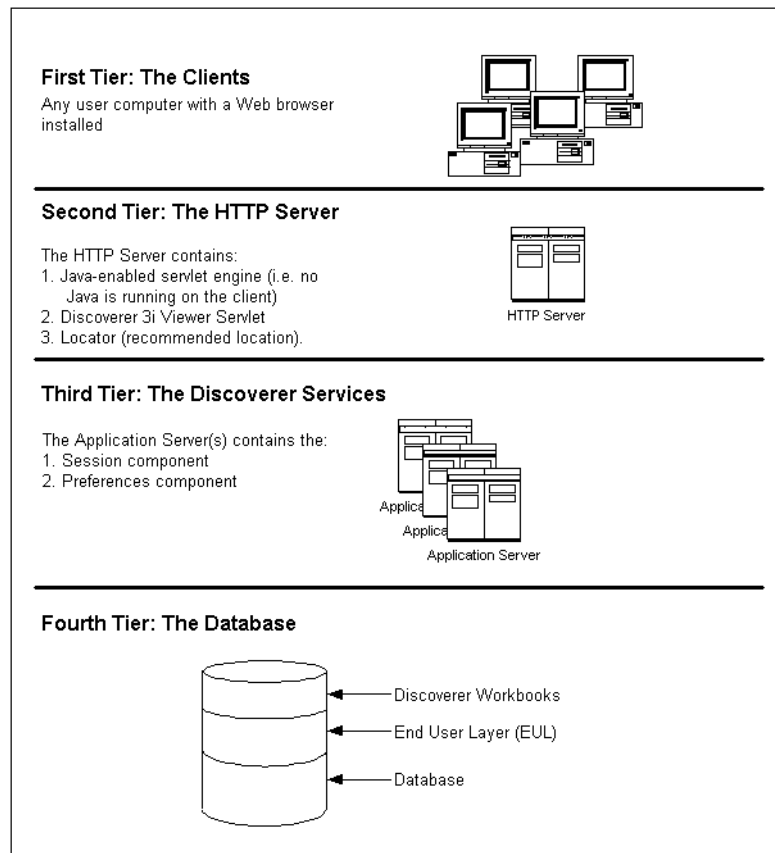 First Tier: The Clients
Any user computer with a Web browser
installed
Second Tier: The HTTP Server
The HTTP Server contains:
1. Java-enabled servlet engine (i.e. no
Java is running on the client)
2. Discoverer 3i Viewer Servlet
3. Locator (recommended location).
HTTP Server
Third Tier: The Discoverer Services
The Application Server(s) contains the:
1. Session component
2. Preferences component
Applica
Applica
Application Server
Fourth Tier: The Database
Discoverer Workbooks
End User Layer (EUL)
Database